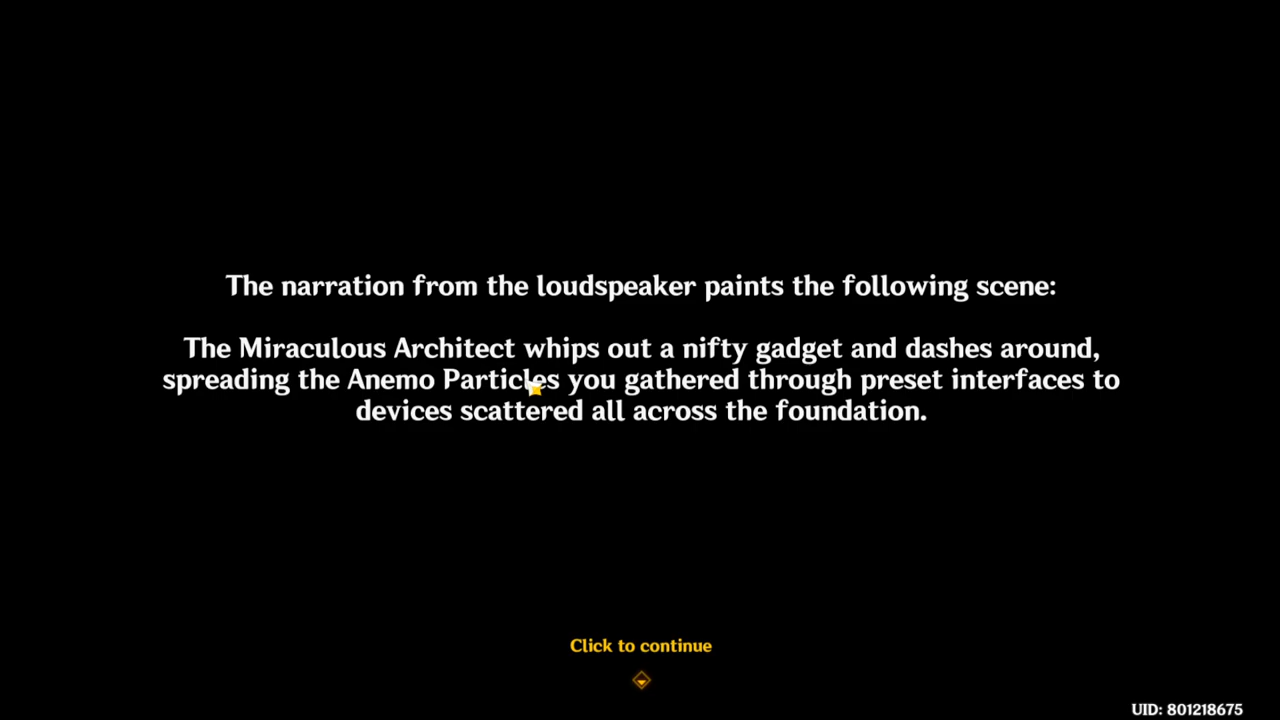 The narration from the loudspeaker paints the following scene:
The Miraculous Architect whips out a nifty gadget and dashes around,
spreading the Anemo Particles you gathered through preset interfaces to
devices scattered all across the foundation.
Click to continue
UID: 801218675